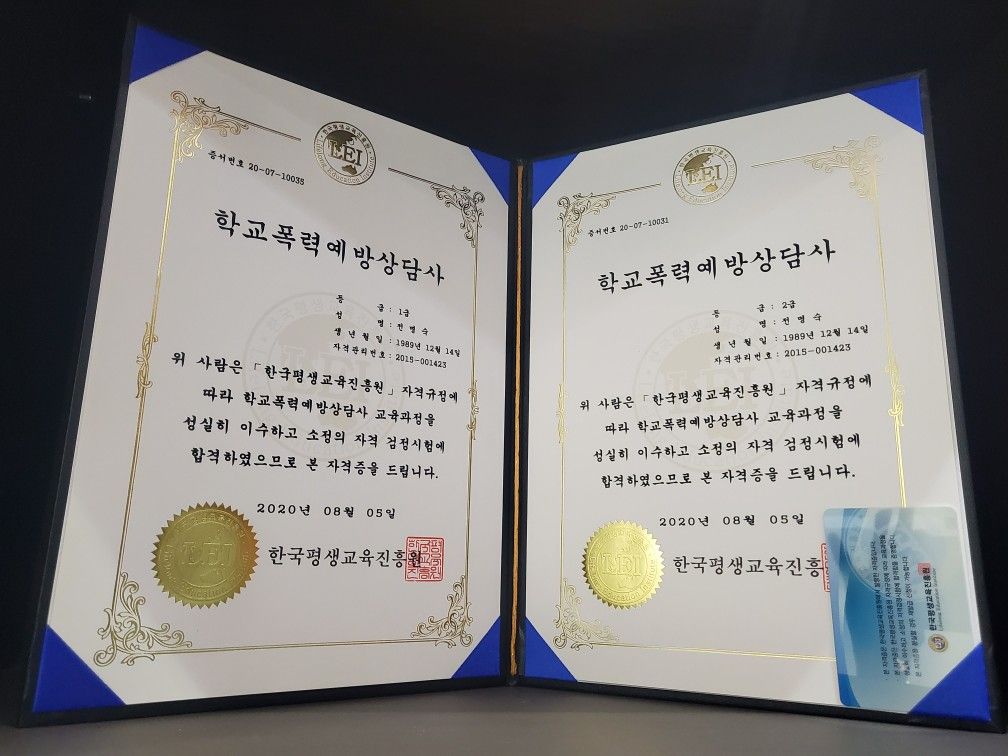 증서번호 20-07-10035
LEI
학교폭력예방상담사
등 급 : 1급
성 명 : 전명숙
생년월일 : 1989년 12월 14일
자격관리번호 : 2015-001423
위 사람은 「한국평생교육진흥원」 자격규정에
따라 학교폭력예방상담사 교육과정을
성실히 이수하고 소정의 자격 검정시험에
합격하였으므로 본 자격증을 드립니다.
2020년 08월 05일
LEI
한국평생교육진흥원
증서번호 20-07-10031
LEI
학교폭력예방상담사
등 급 : 2급
성 명 : 전명숙
생년월일 : 1989년 12월 14일
자격관리번호 : 2015-001423
위 사람은 「한국평생교육진흥원」 자격규정에
따라 학교폭력예방상담사 교육과정을
성실히 이수하고 소정의 자격 검정시험에
합격하였으므로 본 자격증을 드립니다.
2020년 08월 05일
LEI
한국평생교육진흥
한국평생교육진흥원